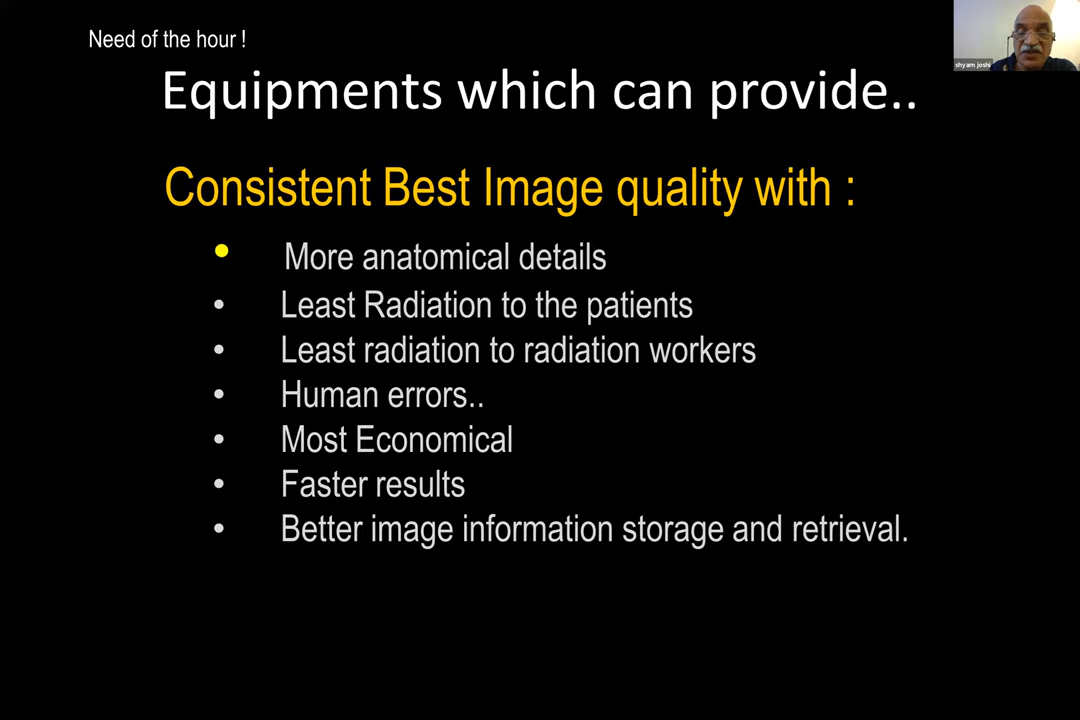 Need of the hour !
shyam joshi
Equipments which can provide..
Consistent Best Image quality with :
• More anatomical details
• Least Radiation to the patients
• Least radiation to radiation workers
• Human errors..
• Most Economical
• Faster results
• Better image information storage and retrieval.